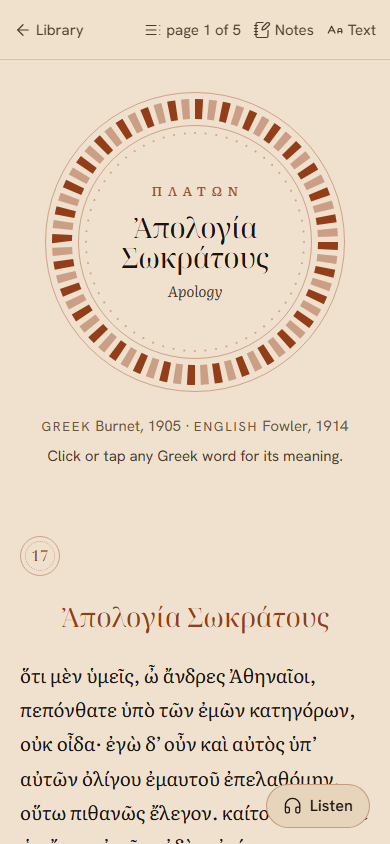 Library
page 1 of 5
Notes
Text
ΠΛΑΤΩΝ
Ἀπολογία
Σωκράτους
Apology
GREEK Burnet, 1905 · ENGLISH Fowler, 1914
Click or tap any Greek word for its meaning.
17
Ἀπολογία Σωκράτους
ὅτι μὲν ὑμεῖς, ὦ ἄνδρες Ἀθηναῖοι,
πεπόνθατε ὑπὸ τῶν ἐμῶν κατηγόρων,
οὐκ οἶδα· ἐγὼ δ’ οὖν καὶ αὐτὸς ὑπ’
αὐτῶν ὀλίγου ἐμαυτοῦ ἐπελαθόμην,
οὕτω πιθανῶς ἔλεγον.
Listen